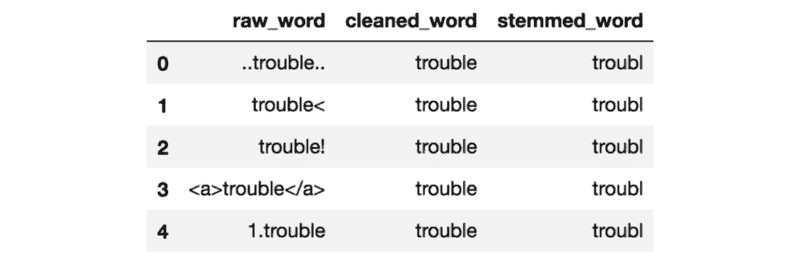 raw_word cleaned_word stemmed_word
0 ..trouble.. trouble troubl
1 trouble< trouble troubl
2 trouble! trouble troubl
3 <a>trouble</a> trouble troubl
4 1.trouble trouble troubl